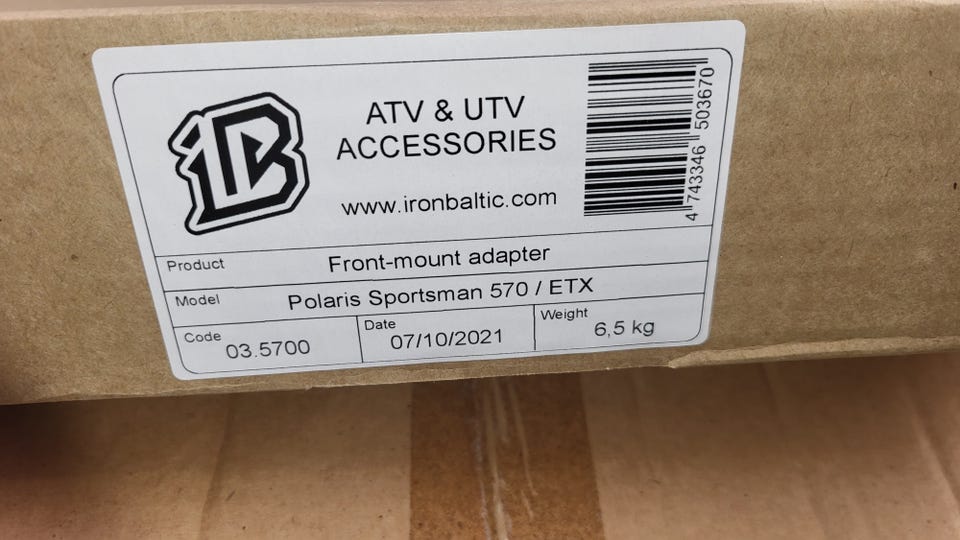 IB
ATV & UTV
ACCESSORIES
www.ironbaltic.com
4 743346 503670
Product Front-mount adapter
Model Polaris Sportsman 570 / ETX
Code 03.5700 Date 07/10/2021 Weight 6,5 kg